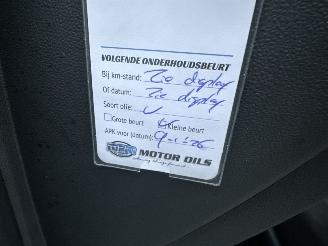 VOLGENDE ONDERHOUDSBEURT
Bij km-stand: Zie display
Of datum: Zie display
Soort olie: V
Grote beurt Kleine beurt
APK voor (datum): 9-1-26
MPM MOTOR OILS